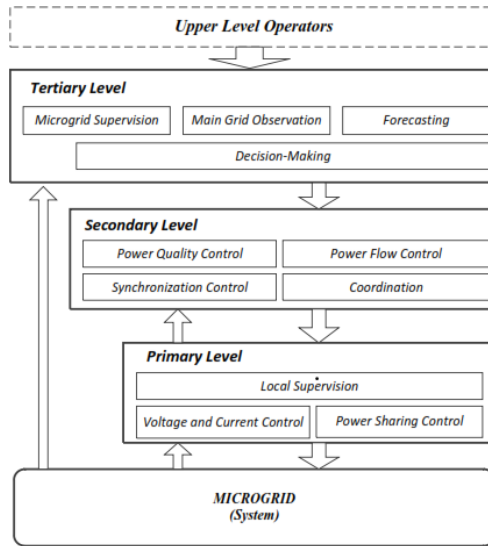 Upper Level Operators
Tertiary Level
Microgrid Supervision
Main Grid Observation
Forecasting
Decision-Making
Secondary Level
Power Quality Control
Power Flow Control
Synchronization Control
Coordination
Primary Level
Local Supervision
Voltage and Current Control
Power Sharing Control
MICROGRID
(System)